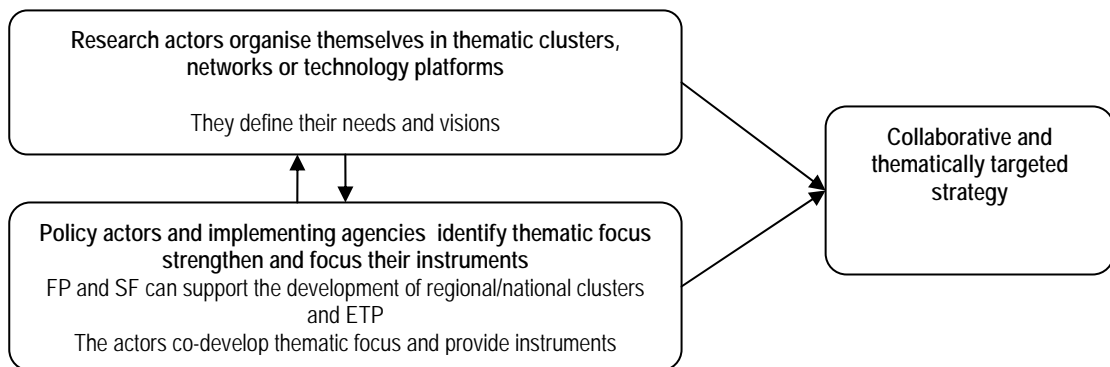 Research actors organise themselves in thematic clusters,
networks or technology platforms
They define their needs and visions
Collaborative and
thematically targeted
strategy
Policy actors and implementing agencies identify thematic focus
strengthen and focus their instruments
FP and SF can support the development of regional/national clusters
and ETP
The actors co-develop thematic focus and provide instruments